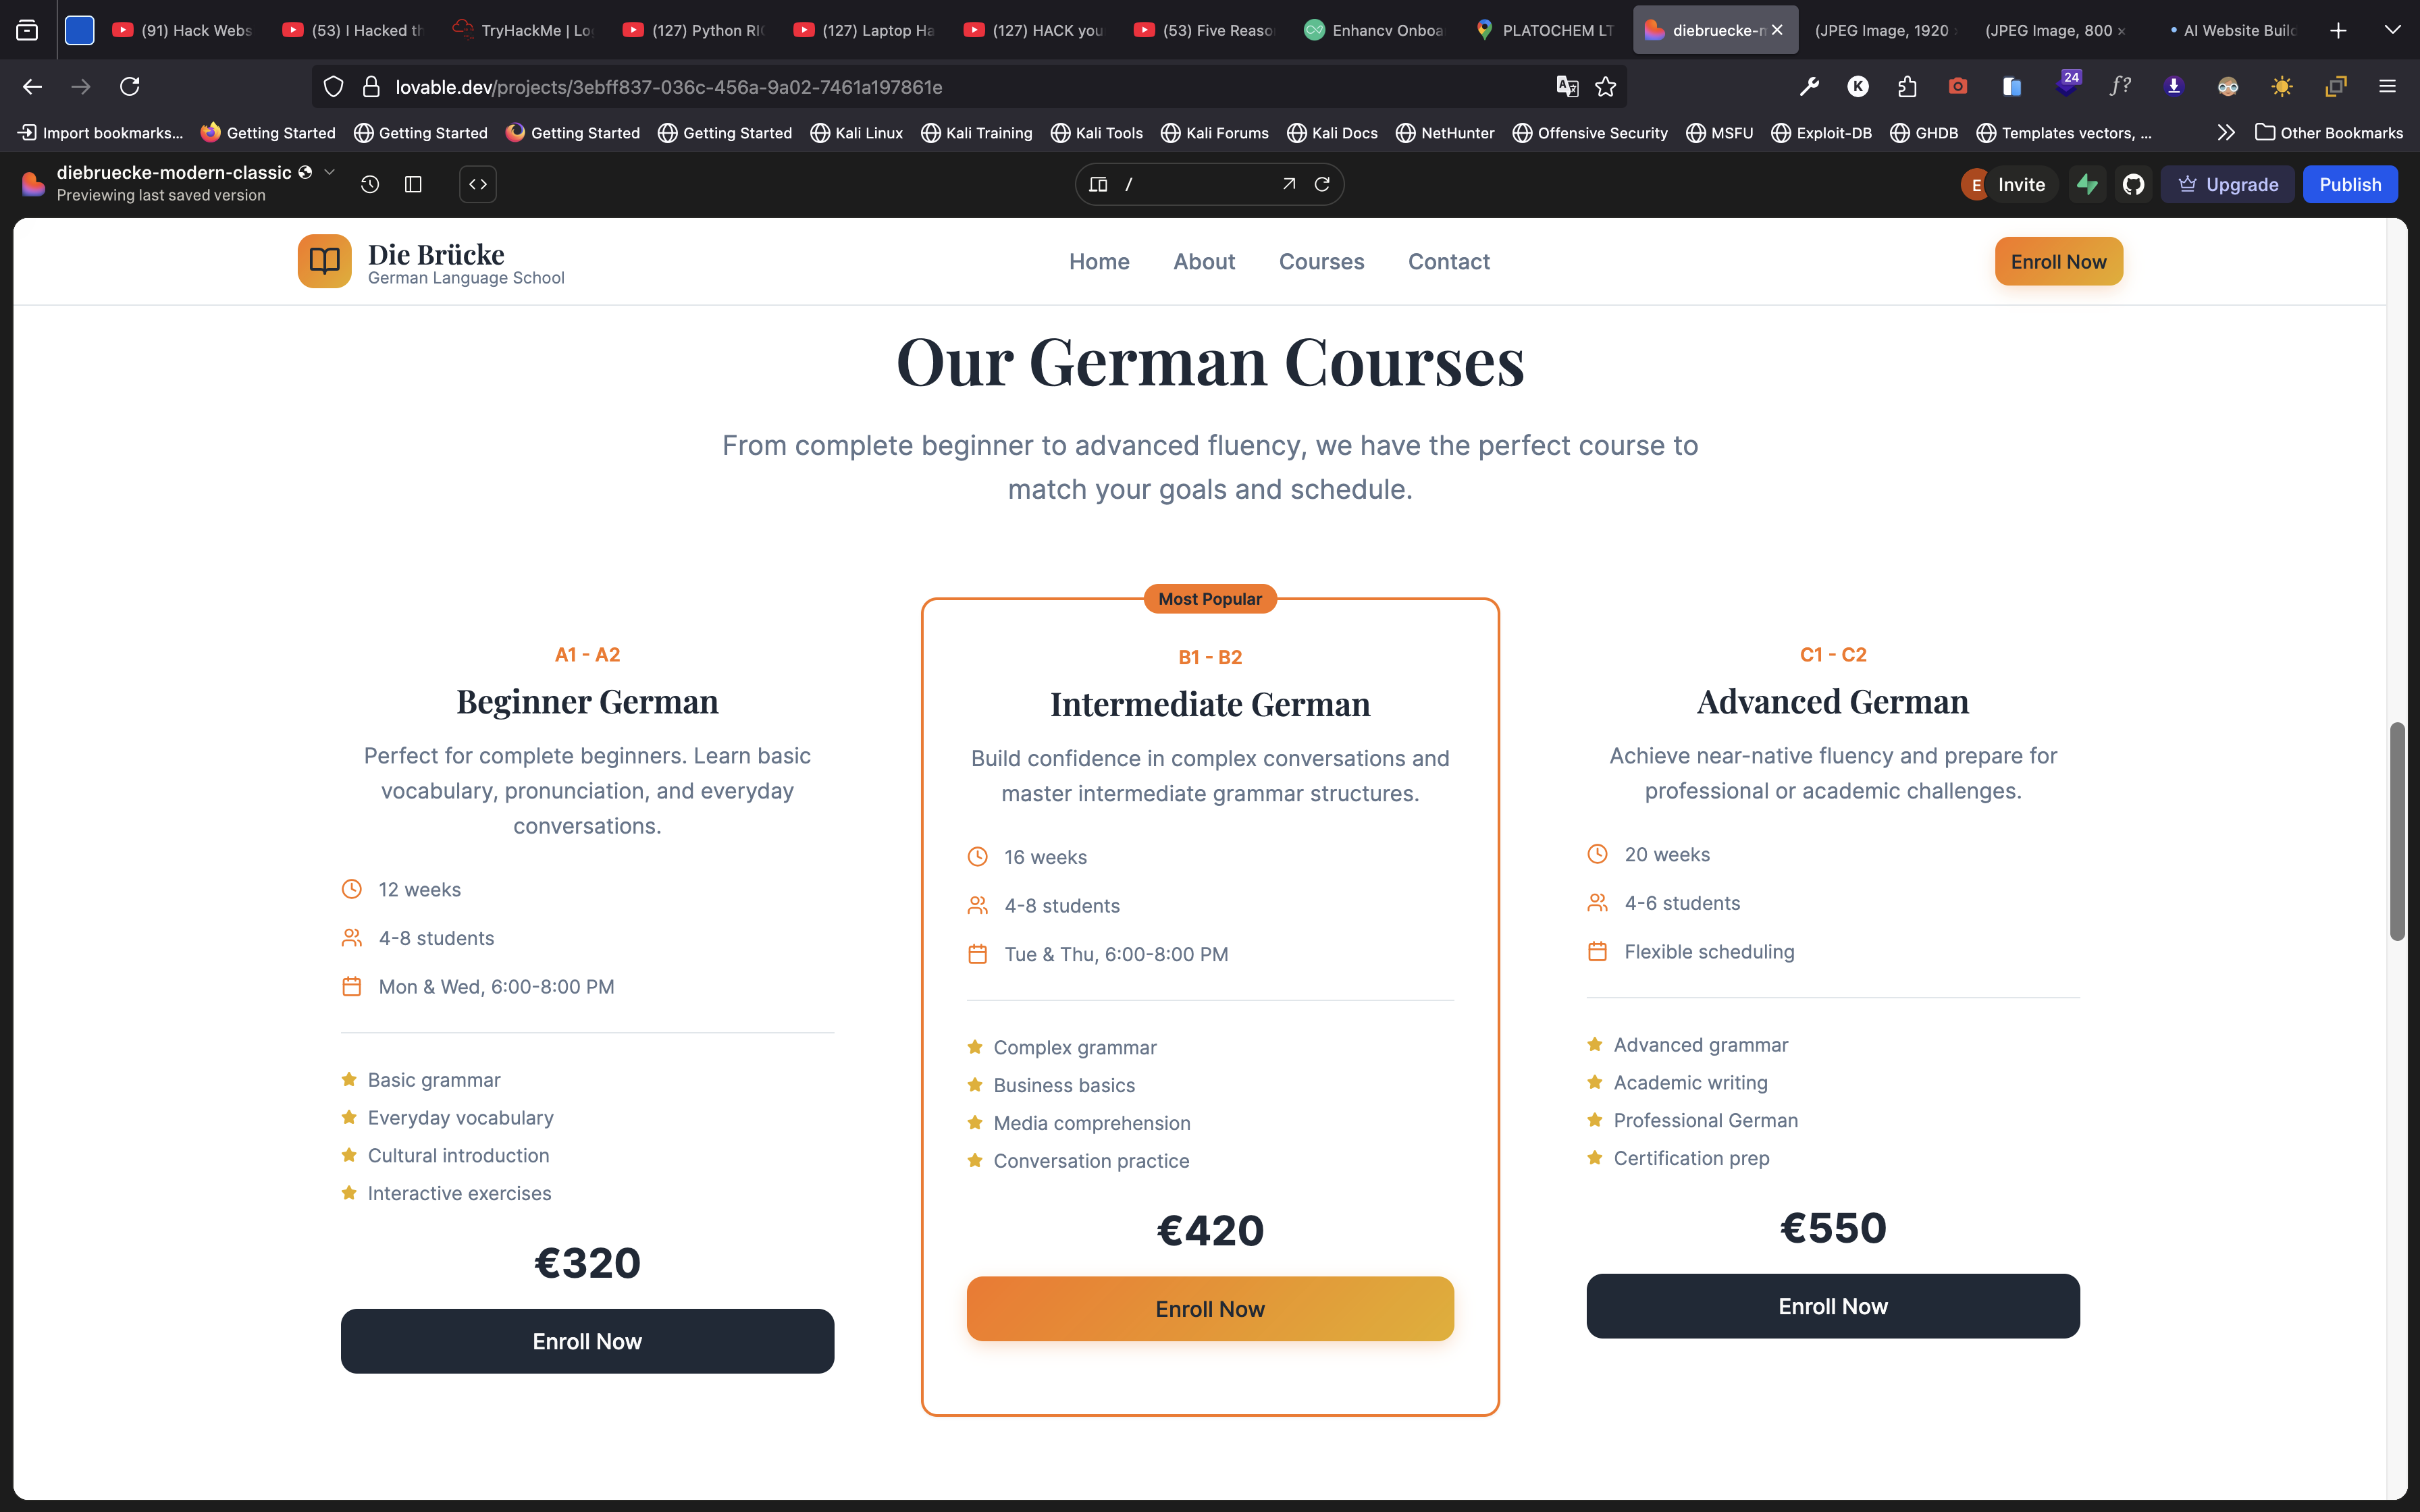 (91) Hack Webs
(53) I Hacked th
TryHackMe | Lo
(127) Python RI
(127) Laptop Ha
(127) HACK you
(53) Five Reaso
Enhancv Onboa
PLATOCHEM LT
diebruecke-m
(JPEG Image, 1920
(JPEG Image, 800 ×
AI Website Builc
lovable.dev/projects/3ebff837-036c-456a-9a02-7461a197861e
K
24
f?
Import bookmarks...
Getting Started
Getting Started
Getting Started
Getting Started
Kali Linux
Kali Training
Kali Tools
Kali Forums
Kali Docs
NetHunter
Offensive Security
MSFU
Exploit-DB
GHDB
Templates vectors, ...
Other Bookmarks
diebruecke-modern-classic
Previewing last saved version
/
E
Invite
Upgrade
Publish
Die Brücke
German Language School
Home
About
Courses
Contact
Enroll Now
Our German Courses
From complete beginner to advanced fluency, we have the perfect course to
match your goals and schedule.
A1 - A2
Beginner German
Perfect for complete beginners. Learn basic
vocabulary, pronunciation, and everyday
conversations.
12 weeks
4-8 students
Mon & Wed, 6:00-8:00 PM
Basic grammar
Everyday vocabulary
Cultural introduction
Interactive exercises
€320
Enroll Now
Most Popular
B1 - B2
Intermediate German
Build confidence in complex conversations and
master intermediate grammar structures.
16 weeks
4-8 students
Tue & Thu, 6:00-8:00 PM
Complex grammar
Business basics
Media comprehension
Conversation practice
€420
Enroll Now
C1 - C2
Advanced German
Achieve near-native fluency and prepare for
professional or academic challenges.
20 weeks
4-6 students
Flexible scheduling
Advanced grammar
Academic writing
Professional German
Certification prep
€550
Enroll Now